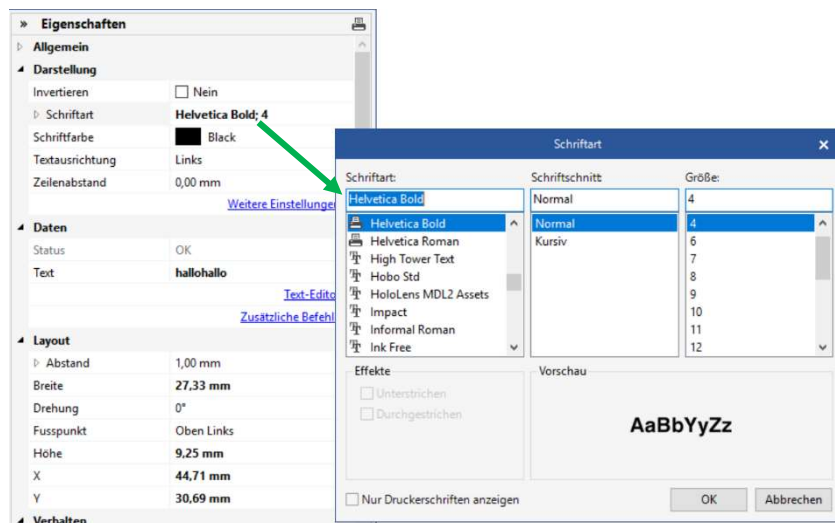 » Eigenschaften
Allgemein
Darstellung
Invertieren Nein
Schriftart Helvetica Bold; 4
Schriftfarbe Black
Textausrichtung Links
Zeilenabstand 0,00 mm
Weitere Einstellungen
Daten
Status OK
Text hallohallo
Text-Edito
Zusätzliche Befehl
Layout
Abstand 1,00 mm
Breite 27,33 mm
Drehung 0°
Fusspunkt Oben Links
Höhe 9,25 mm
X 44,71 mm
Y 30,69 mm
Verhalten
Schriftart
Schriftart: Schriftschnitt: Größe:
Helvetica Bold Normal 4
Helvetica Bold Normal 4
Helvetica Roman Kursiv 6
High Tower Text 7
Hobo Std 8
HoloLens MDL2 Assets 9
Impact 10
Informal Roman 11
Ink Free 12
Effekte Vorschau
Unterstrichen
Durchgestrichen
AaBbYyZz
Nur Druckerschriften anzeigen OK Abbrechen